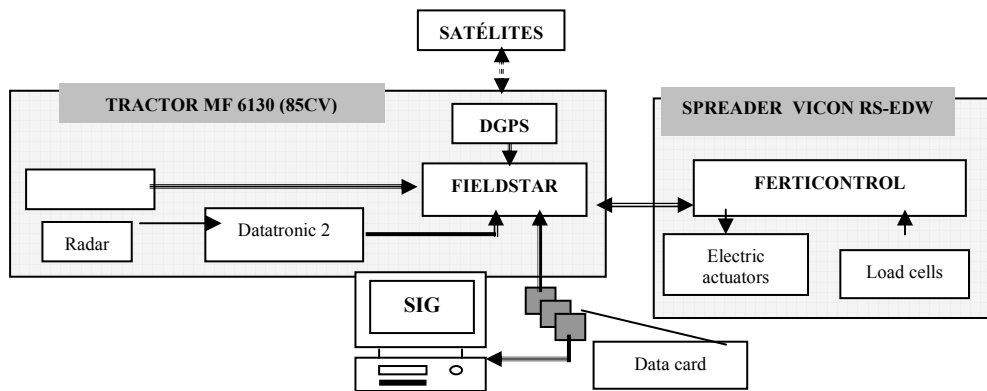 SATÉLITES
TRACTOR MF 6130 (85CV)
SPREADER VICON RS-EDW
DGPS
FIELDSTAR
FERTICONTROL
Radar
Datatronic 2
Electric
actuators
Load cells
SIG
Data card